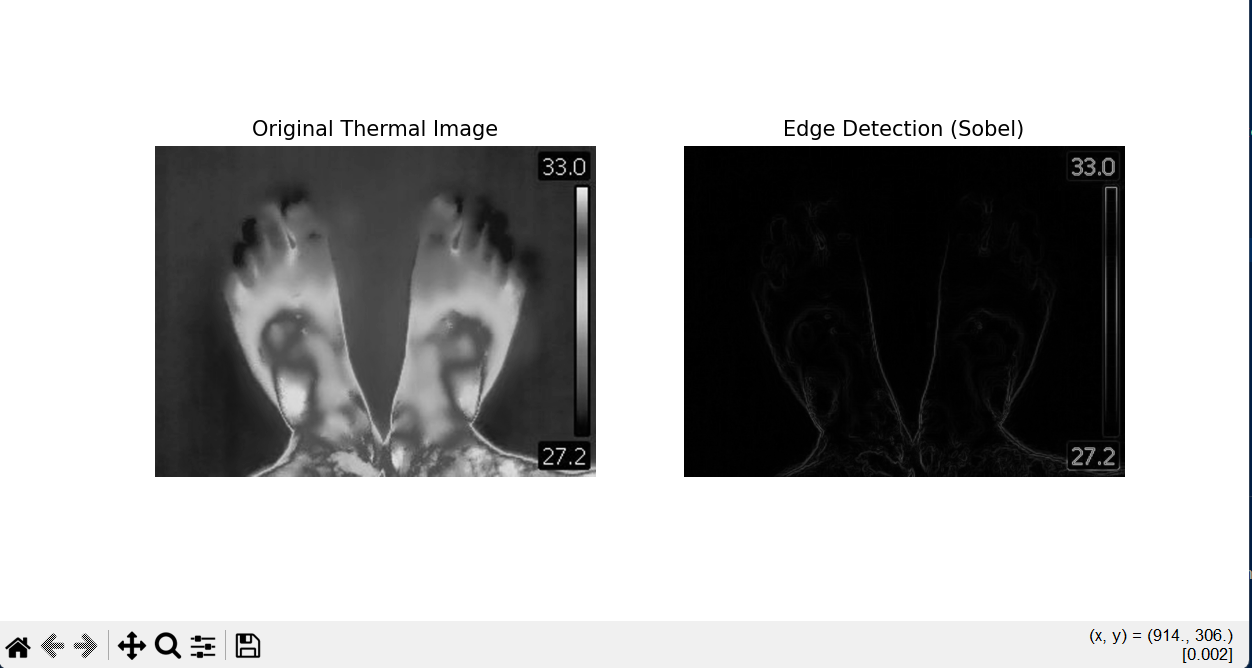 Original Thermal Image
Edge Detection (Sobel)
33.0
27.2
33.0
27.2
(x, y) = (914., 306.)
[0.002]